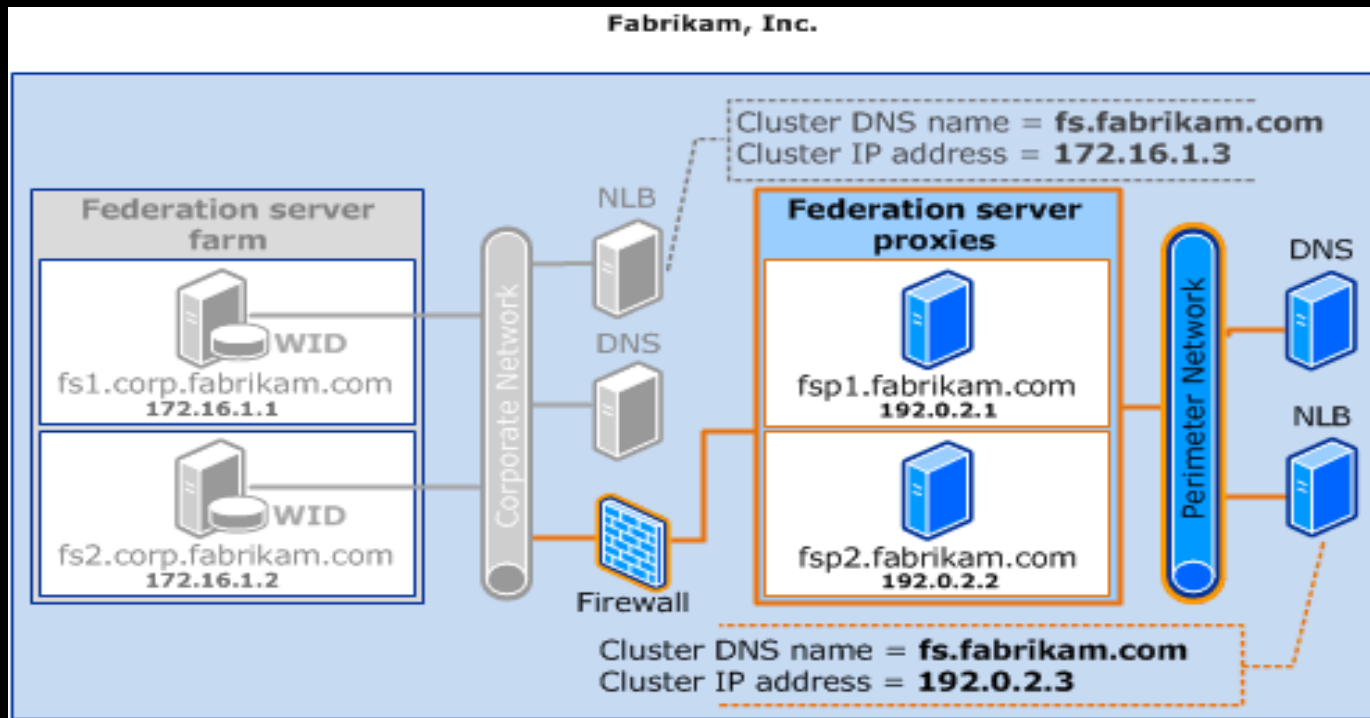 Fabrikam, Inc.
Cluster DNS name = fs.fabrikam.com
Cluster IP address = 172.16.1.3
Federation server
farm
WID
fs1.corp.fabrikam.com
172.16.1.1
WID
fs2.corp.fabrikam.com
172.16.1.2
Corporate Network
NLB
DNS
Firewall
Federation server
proxies
fsp1.fabrikam.com
192.0.2.1
fsp2.fabrikam.com
192.0.2.2
Perimeter Network
DNS
NLB
Cluster DNS name = fs.fabrikam.com
Cluster IP address = 192.0.2.3